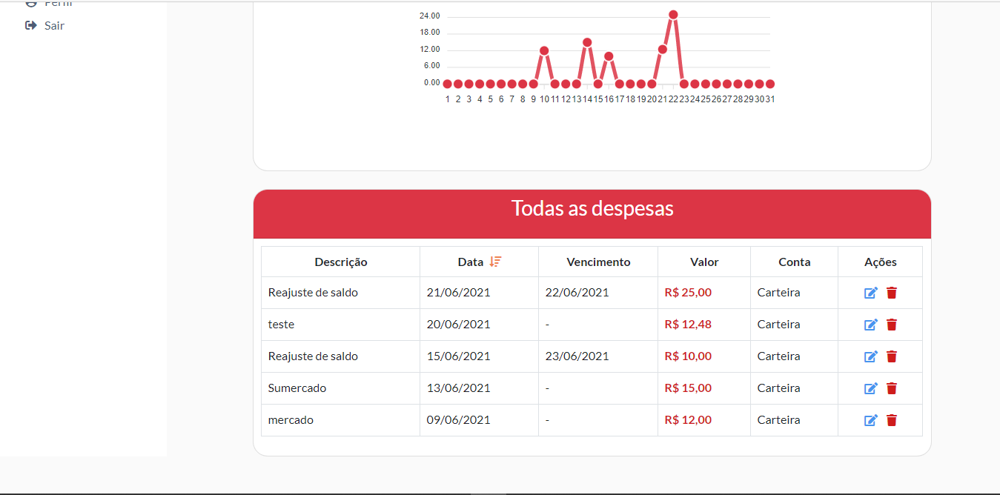 Perfil
Sair
24.00
18.00
12.00
6.00
0.00
1 2 3 4 5 6 7 8 9 10 11 12 13 14 15 16 17 18 19 20 21 22 23 24 25 26 27 28 29 30 31
Todas as despesas
Descrição Data Vencimento Valor Conta Ações
Reajuste de saldo 21/06/2021 22/06/2021 R$ 25,00 Carteira
teste 20/06/2021 - R$ 12,48 Carteira
Reajuste de saldo 15/06/2021 23/06/2021 R$ 10,00 Carteira
Sumercado 13/06/2021 - R$ 15,00 Carteira
mercado 09/06/2021 - R$ 12,00 Carteira